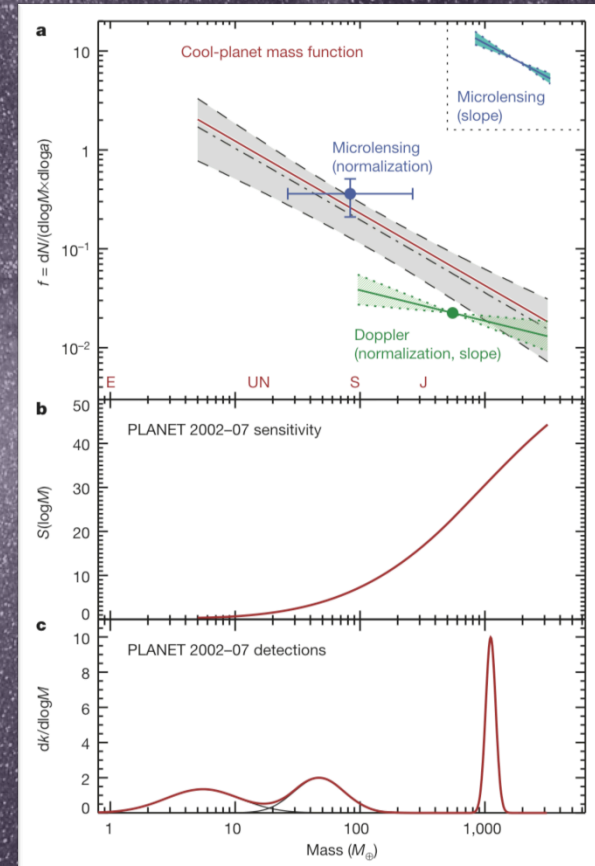 a
10
Cool-planet mass function
Microlensing
(slope)
Microlensing
(normalization)
1
10⁻¹
10⁻²
f = dN/(dlogM×dloga)
Doppler
(normalization, slope)
E
UN
S
J
b
50
PLANET 2002–07 sensitivity
40
30
20
10
0
S(logM)
c
10
PLANET 2002–07 detections
8
6
4
2
0
dk/dlogM
1
10
100
1,000
Mass (M⊕)